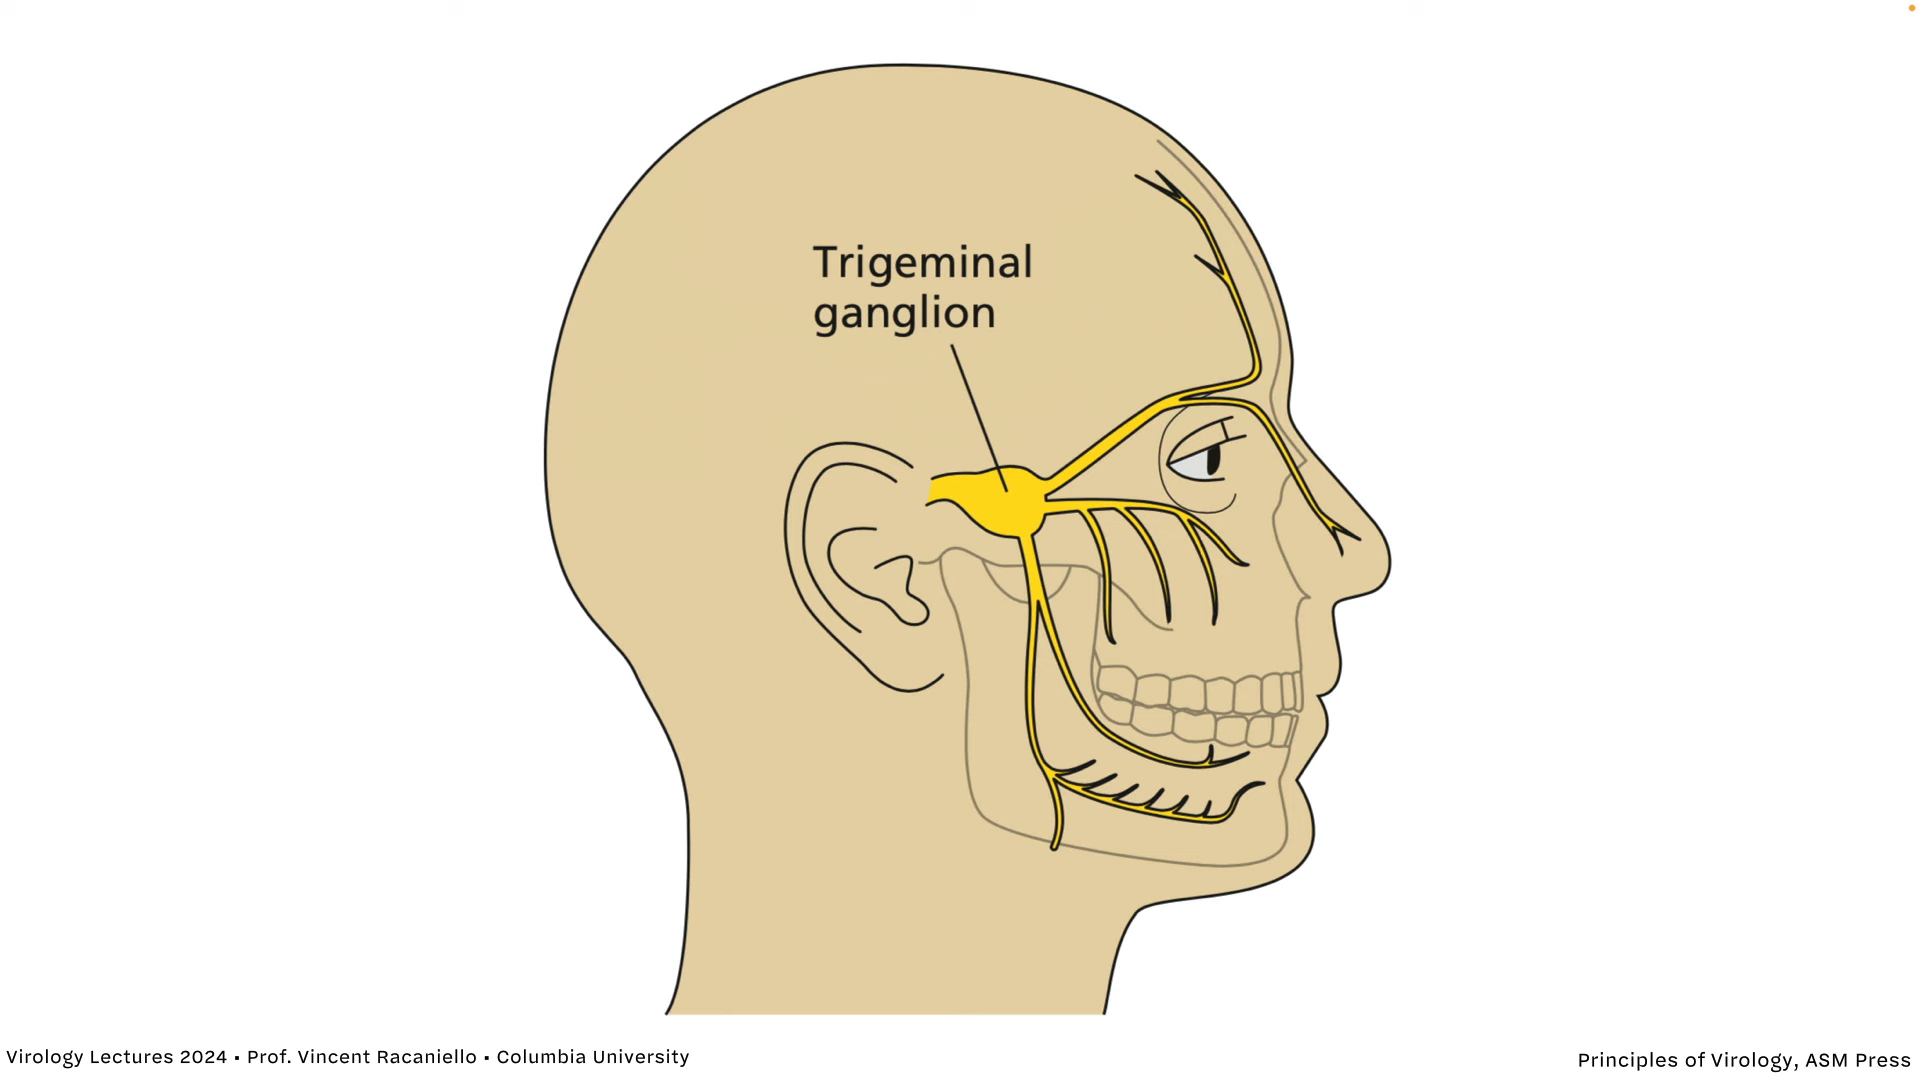 Trigeminal
ganglion
Virology Lectures 2024 • Prof. Vincent Racaniello • Columbia University
Principles of Virology, ASM Press